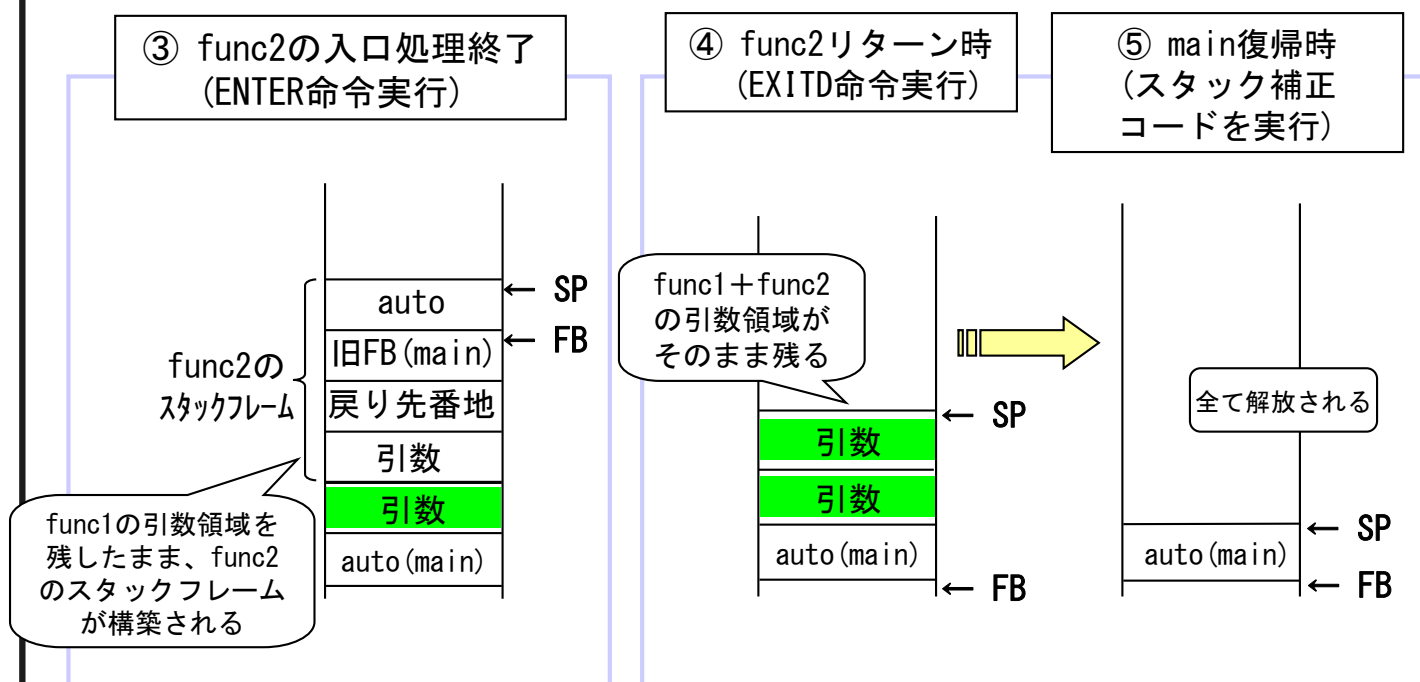 ③ func2の入口処理終了
(ENTER命令実行)
④ func2リターン時
(EXITD命令実行)
⑤ main復帰時
(スタック補正
コードを実行)
auto
← SP
旧FB(main)
← FB
戻り先番地
引数
引数
auto(main)
func2の
スタックフレーム
func1の引数領域を
残したまま、func2
のスタックフレーム
が構築される
func1+func2
の引数領域が
そのまま残る
← SP
引数
引数
auto(main)
← FB
全て解放される
← SP
auto(main)
← FB